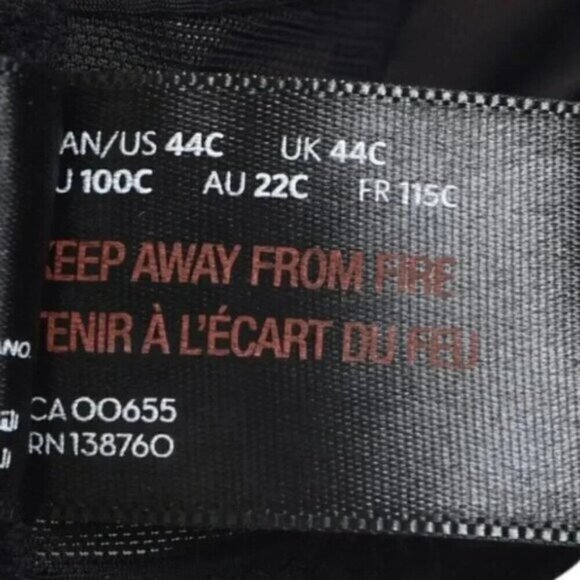 AN/US 44C UK 44C
J 100C AU 22C FR 115C
KEEP AWAY FROM FIRE
TENIR À L'ÉCART DU FEU
ANO.
CA 00655
RN 138760